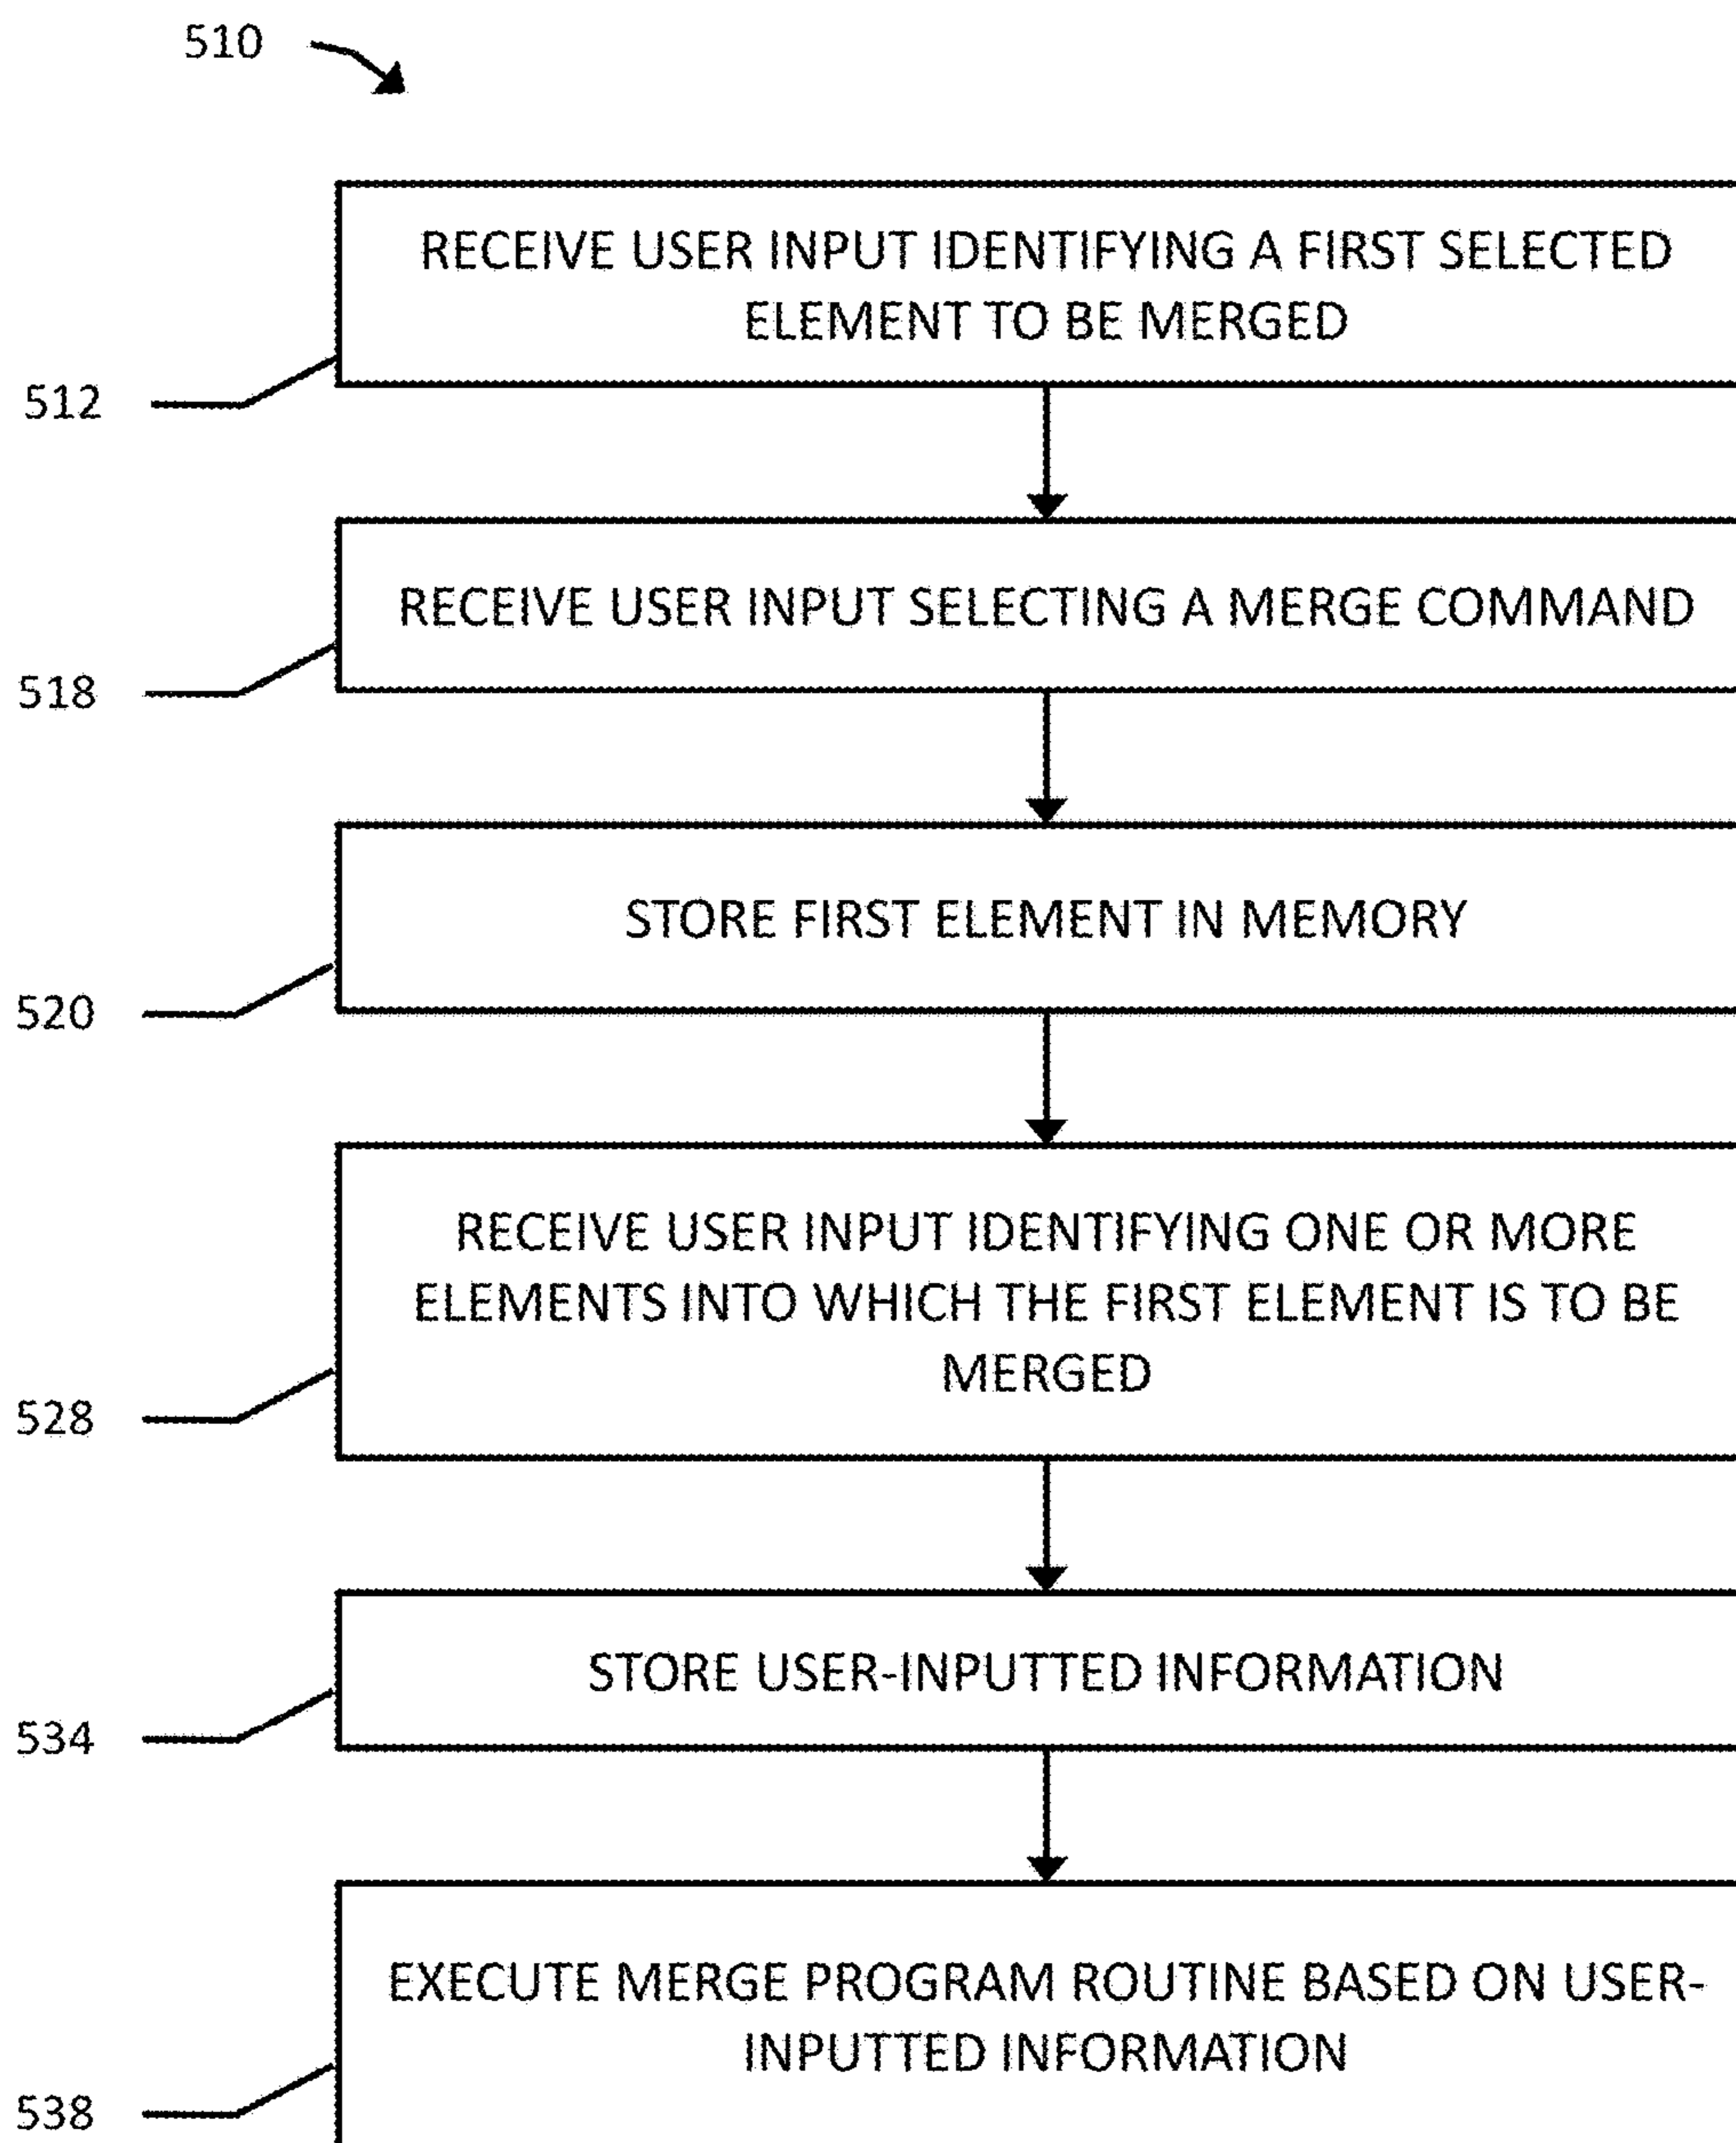 510
RECEIVE USER INPUT IDENTIFYING A FIRST SELECTED
ELEMENT TO BE MERGED
512
RECEIVE USER INPUT SELECTING A MERGE COMMAND
518
STORE FIRST ELEMENT IN MEMORY
520
RECEIVE USER INPUT IDENTIFYING ONE OR MORE
ELEMENTS INTO WHICH THE FIRST ELEMENT IS TO BE
MERGED
528
STORE USER-INPUTTED INFORMATION
534
EXECUTE MERGE PROGRAM ROUTINE BASED ON USER-
INPUTTED INFORMATION
538